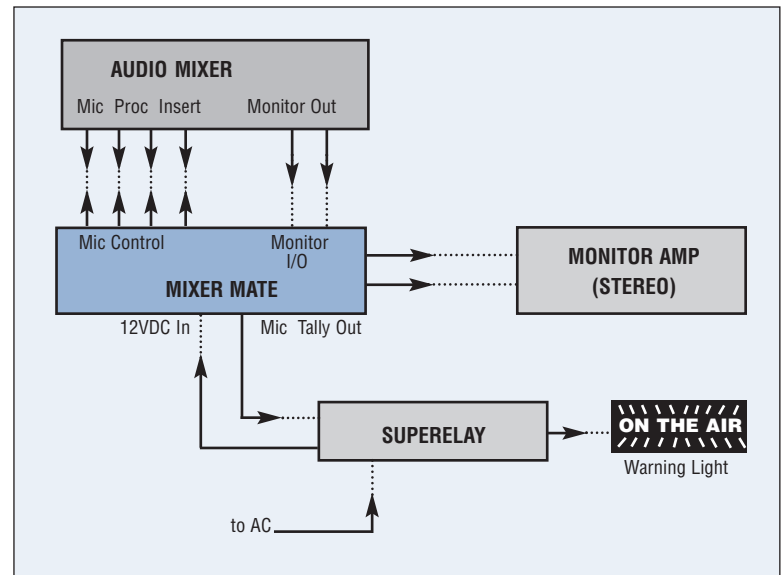 AUDIO MIXER
Mic Proc Insert Monitor Out
Mic Control Monitor
I/O
MIXER MATE
MONITOR AMP
(STEREO)
12VDC In Mic Tally Out
SUPERELAY
ON THE AIR
Warning Light
to AC